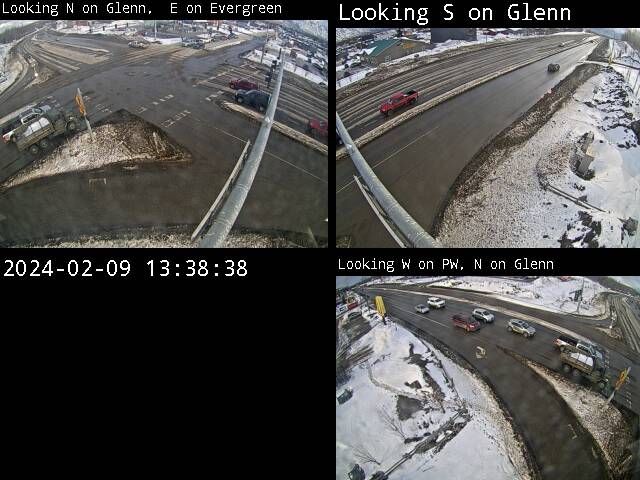 Looking N on Glenn, E on Evergreen
Looking S on Glenn
2024-02-09 13:38:38
Looking W on PW, N on Glenn